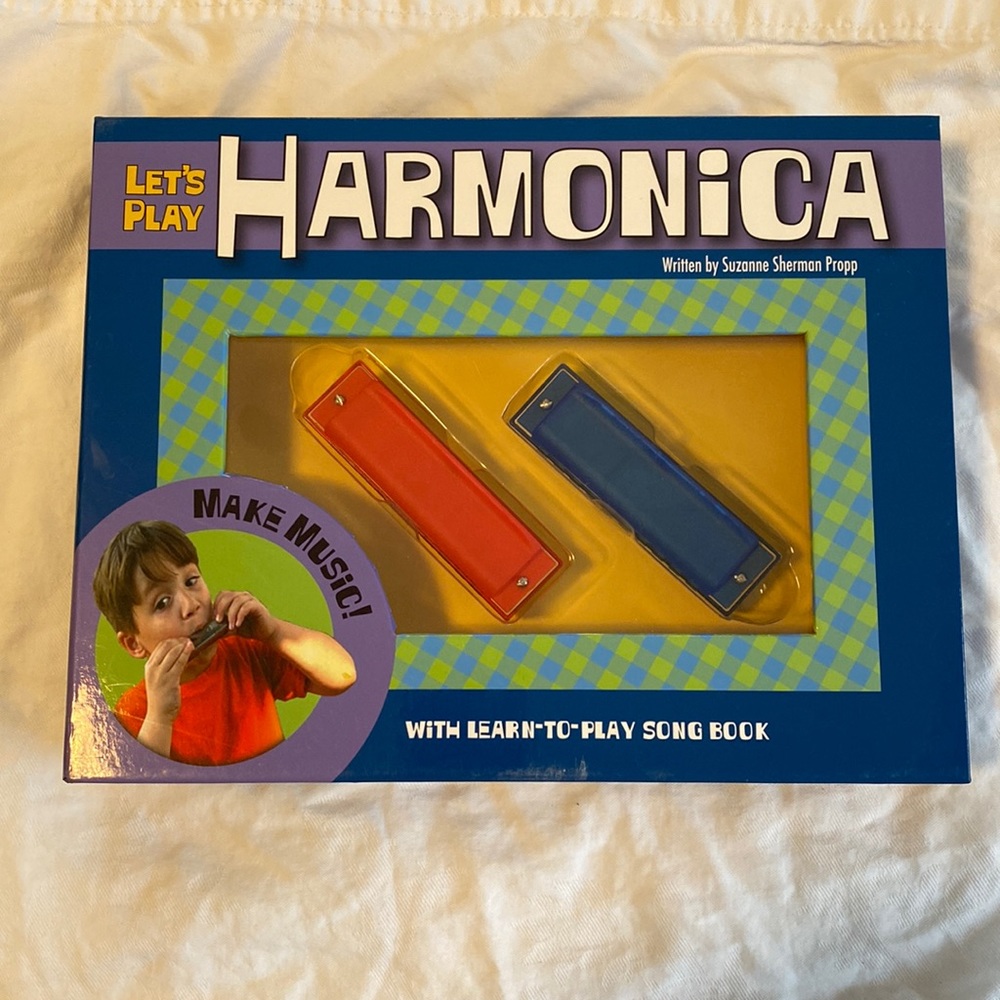 LET'S
PLAY
HARMONiCA
Written by Suzanne Sherman Propp
MAKE MUSiC!
WiTH LEARN-TO-PLAY SONG BOOK